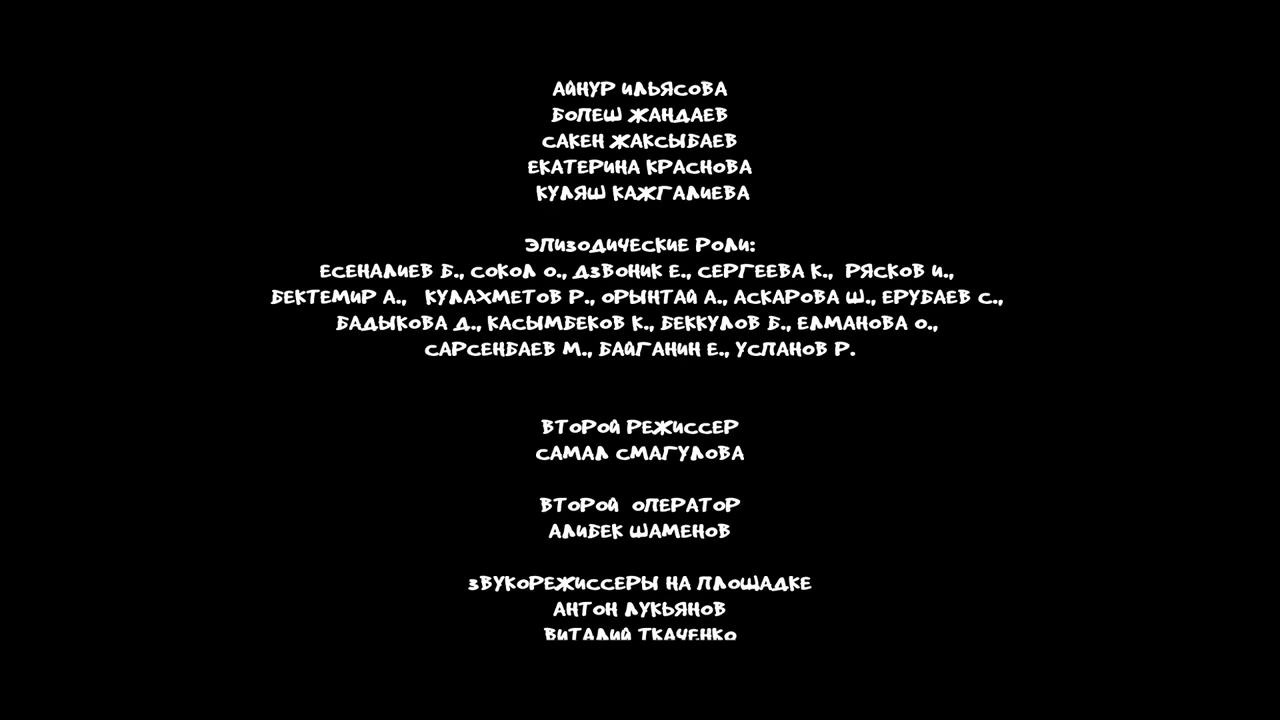 АЙНУР ИЛЬЯСОВА
БОПЕШ ЖАНДАЕВ
САКЕН ЖАКСЫБАЕВ
ЕКАТЕРИНА КРАСНОВА
КУЛЯШ КАЖГАЛИЕВА
ЭПИЗОДИЧЕСКИЕ РОЛИ:
ЕСЕНАЛИЕВ Б., СОКОЛ О., ДЗВОНИК Е., СЕРГЕЕВА К., РЯСКОВ И.,
БЕКТЕМИР А., КУЛАХМЕТОВ Р., ОРЫНТАЙ А., АСКАРОВА Ш., ЕРУБАЕВ С.,
БАДЫКОВА Д., КАСЫМБЕКОВ К., БЕККУЛОВ Б., ЕЛМАНОВА О.,
САРСЕНБАЕВ М., БАЙГАНИН Е., УСПАНОВ Р.
ВТОРОЙ РЕЖИССЕР
САМАЛ СМАГУЛОВА
ВТОРОЙ ОПЕРАТОР
АЛИБЕК ШАМЕНОВ
ЗВУКОРЕЖИССЕРЫ НА ПЛОЩАДКЕ
АНТОН ЛУКЬЯНОВ
ВИТАЛИЙ ТКАЧЕНКО